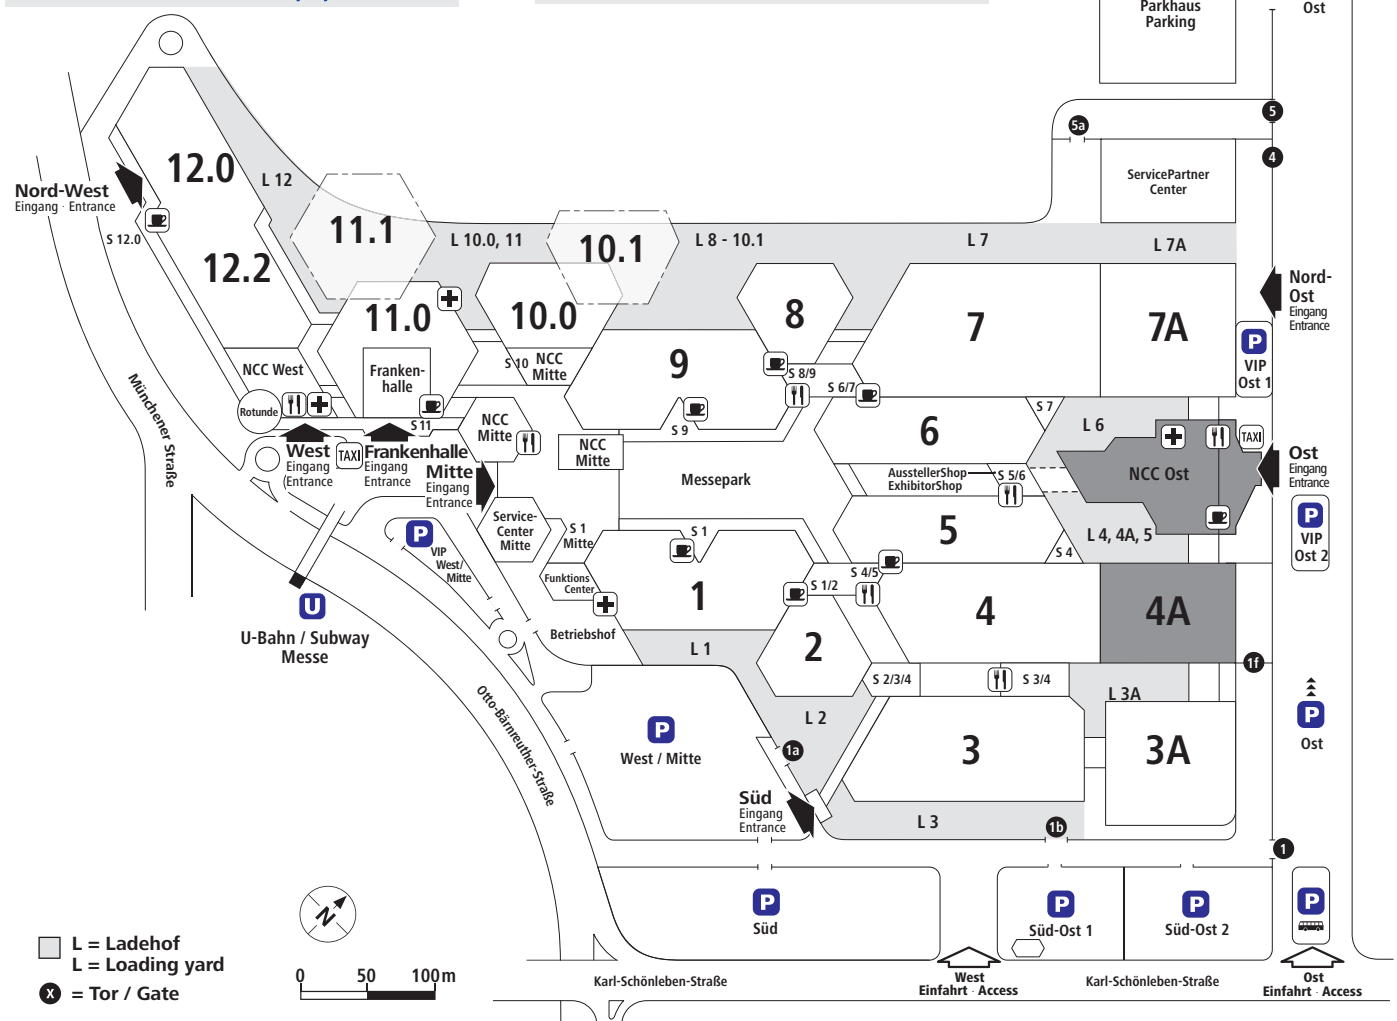 Parkhaus
Parking
Ost
5
5a
4
ServicePartner
Center
12.0
L 12
Nord-West
Eingang · Entrance
S 12.0
12.2
11.1
L 10.0, 11
10.1
L 8 - 10.1
L 7
L 7A
11.0
10.0
8
7
7A
Nord-
Ost
Eingang
Entrance
P
VIP
Ost 1
NCC West
Franken-
halle
S 10
NCC
Mitte
9
S 8/9
S 6/7
Rotunde
S 11
S 9
NCC
Mitte
NCC
Mitte
6
S 7
L 6
TAXI
West
Eingang
Entrance
TAXI
Frankenhalle
Eingang
Entrance
Mitte
Eingang
Entrance
Messepark
AusstellerShop
ExhibitorShop
S 5/6
NCC Ost
Ost
Eingang
Entrance
Münchener Straße
Service-
Center
Mitte
P
VIP
West/
Mitte
S 1
Mitte
S 1
5
S 4
L 4, 4A, 5
P
VIP
Ost 2
Funktions
Center
1
S 1/2
S 4/5
4
4A
U
U-Bahn / Subway
Messe
Betriebshof
L 1
2
S 2/3/4
S 3/4
L 3A
1f
Otto-Bärnreuther-Straße
P
West / Mitte
L 2
1a
3
3A
P
Ost
Süd
Eingang
Entrance
L 3
1b
1
P
Süd
P
Süd-Ost 1
P
Süd-Ost 2
P
N
L = Ladehof
L = Loading yard
X = Tor / Gate
0 50 100 m
Karl-Schönleben-Straße
West
Einfahrt · Access
Karl-Schönleben-Straße
Ost
Einfahrt · Access